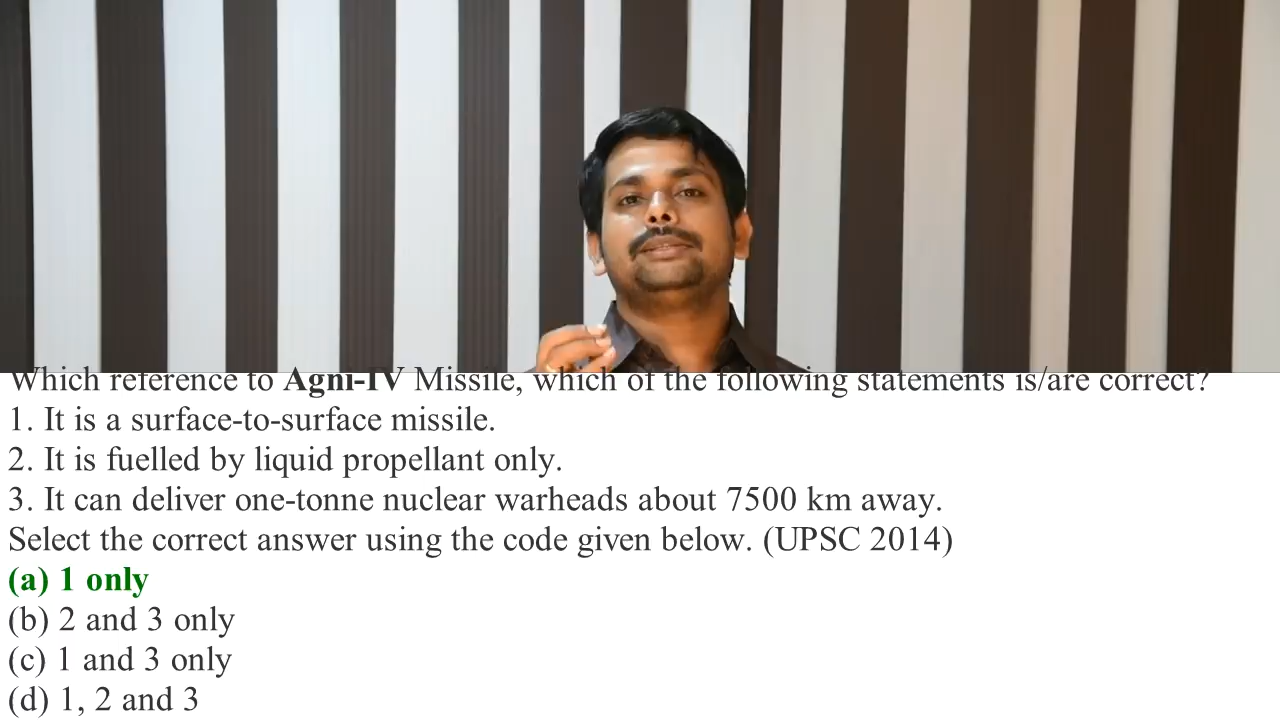 Which reference to Agni-IV Missile, which of the following statements is/are correct?
1. It is a surface-to-surface missile.
2. It is fuelled by liquid propellant only.
3. It can deliver one-tonne nuclear warheads about 7500 km away.
Select the correct answer using the code given below. (UPSC 2014)
(a) 1 only
(b) 2 and 3 only
(c) 1 and 3 only
(d) 1, 2 and 3